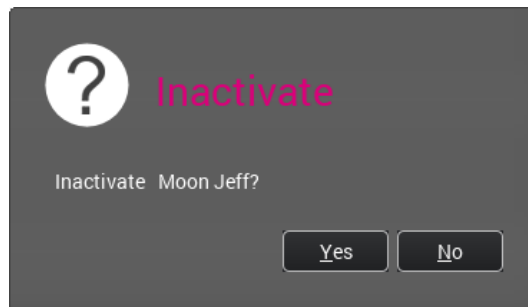 ?
Inactivate
Inactivate  Moon Jeff?
Yes
No